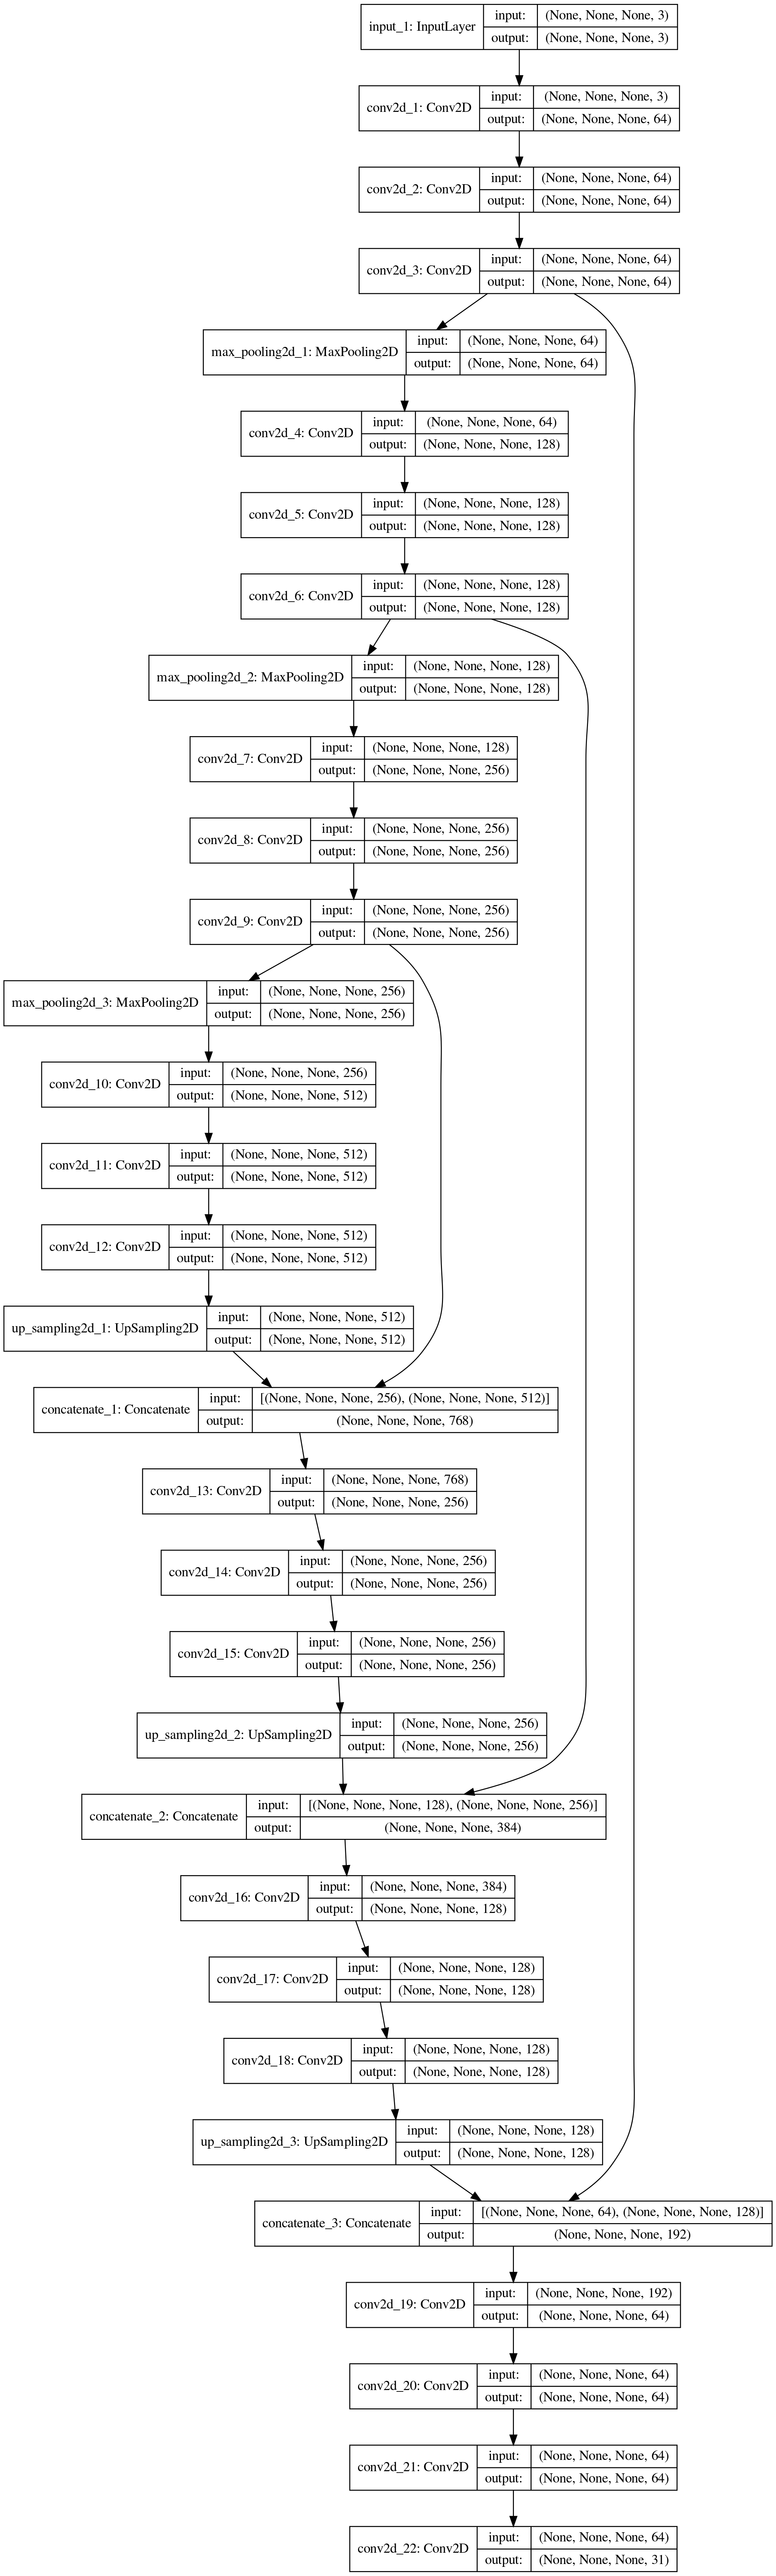 input_1: InputLayer
input: (None, None, None, 3)
output: (None, None, None, 3)
conv2d_1: Conv2D
input: (None, None, None, 3)
output: (None, None, None, 64)
conv2d_2: Conv2D
input: (None, None, None, 64)
output: (None, None, None, 64)
conv2d_3: Conv2D
input: (None, None, None, 64)
output: (None, None, None, 64)
max_pooling2d_1: MaxPooling2D
input: (None, None, None, 64)
output: (None, None, None, 64)
conv2d_4: Conv2D
input: (None, None, None, 64)
output: (None, None, None, 128)
conv2d_5: Conv2D
input: (None, None, None, 128)
output: (None, None, None, 128)
conv2d_6: Conv2D
input: (None, None, None, 128)
output: (None, None, None, 128)
max_pooling2d_2: MaxPooling2D
input: (None, None, None, 128)
output: (None, None, None, 128)
conv2d_7: Conv2D
input: (None, None, None, 128)
output: (None, None, None, 256)
conv2d_8: Conv2D
input: (None, None, None, 256)
output: (None, None, None, 256)
conv2d_9: Conv2D
input: (None, None, None, 256)
output: (None, None, None, 256)
max_pooling2d_3: MaxPooling2D
input: (None, None, None, 256)
output: (None, None, None, 256)
conv2d_10: Conv2D
input: (None, None, None, 256)
output: (None, None, None, 512)
conv2d_11: Conv2D
input: (None, None, None, 512)
output: (None, None, None, 512)
conv2d_12: Conv2D
input: (None, None, None, 512)
output: (None, None, None, 512)
up_sampling2d_1: UpSampling2D
input: (None, None, None, 512)
output: (None, None, None, 512)
concatenate_1: Concatenate
input: [(None, None, None, 256), (None, None, None, 512)]
output: (None, None, None, 768)
conv2d_13: Conv2D
input: (None, None, None, 768)
output: (None, None, None, 256)
conv2d_14: Conv2D
input: (None, None, None, 256)
output: (None, None, None, 256)
conv2d_15: Conv2D
input: (None, None, None, 256)
output: (None, None, None, 256)
up_sampling2d_2: UpSampling2D
input: (None, None, None, 256)
output: (None, None, None, 256)
concatenate_2: Concatenate
input: [(None, None, None, 128), (None, None, None, 256)]
output: (None, None, None, 384)
conv2d_16: Conv2D
input: (None, None, None, 384)
output: (None, None, None, 128)
conv2d_17: Conv2D
input: (None, None, None, 128)
output: (None, None, None, 128)
conv2d_18: Conv2D
input: (None, None, None, 128)
output: (None, None, None, 128)
up_sampling2d_3: UpSampling2D
input: (None, None, None, 128)
output: (None, None, None, 128)
concatenate_3: Concatenate
input: [(None, None, None, 64), (None, None, None, 128)]
output: (None, None, None, 192)
conv2d_19: Conv2D
input: (None, None, None, 192)
output: (None, None, None, 64)
conv2d_20: Conv2D
input: (None, None, None, 64)
output: (None, None, None, 64)
conv2d_21: Conv2D
input: (None, None, None, 64)
output: (None, None, None, 64)
conv2d_22: Conv2D
input: (None, None, None, 64)
output: (None, None, None, 31)